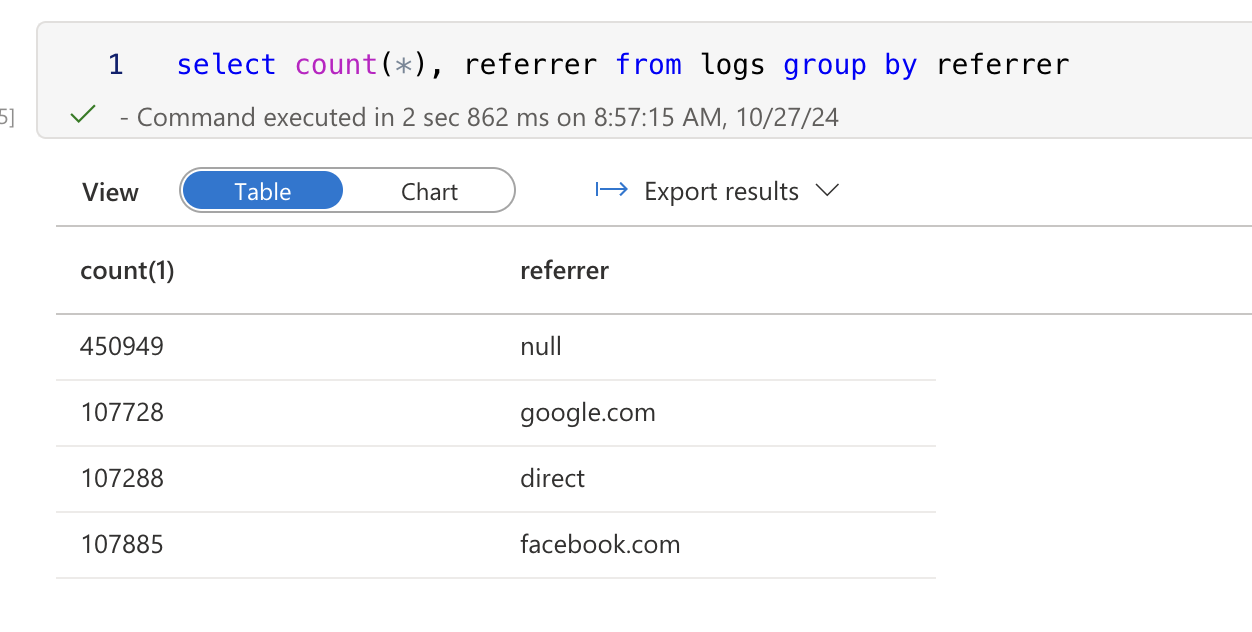 1 select count(*), referrer from logs group by referrer
5] - Command executed in 2 sec 862 ms on 8:57:15 AM, 10/27/24
View Table Chart Export results
count(1) referrer
450949 null
107728 google.com
107288 direct
107885 facebook.com